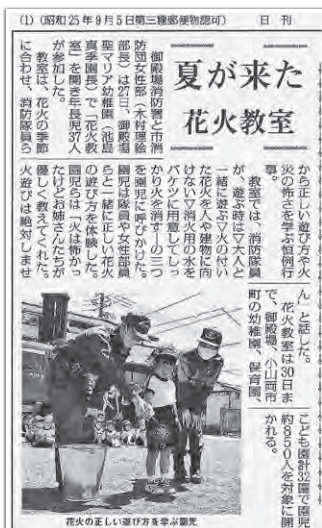 (1)(昭和25年9月5日第三種郵便物認可)
日刊
夏が来た
花火教室
御殿場消防署と市消
防団女性部(木村理絵
部長)は27日、御殿場
聖マリア幼稚園(池島
真季園長)で「花火教
室」を開き年長児37人
が参加した。
教室は、花火の季節
に合わせ、消防隊員ら
から正しい遊び方や火
災の怖さを学ぶ恒例行
事。
教室では、消防隊員
が、遊ぶ時は▽大人と
一緒に遊ぶ▽火の付い
た花火を人や建物に向
けない▽消火用の水を
バケツに用意してしっ
かり火を消す―の三つ
を園児に呼びかけた。
園児は隊員や女性部員
らと一緒に正しい花火
の遊び方を体験した。
園児らは「火は怖かっ
たけどお姉さんたちが
優しく教えてくれた。
火遊びは絶対しませ
ん」と話した。
花火教室は30日ま
で、御殿場、小山両市
町の幼稚園、保育園、
こども園計32園で園児
約850人を対象に開
かれる。
花火の正しい遊び方を学ぶ園児